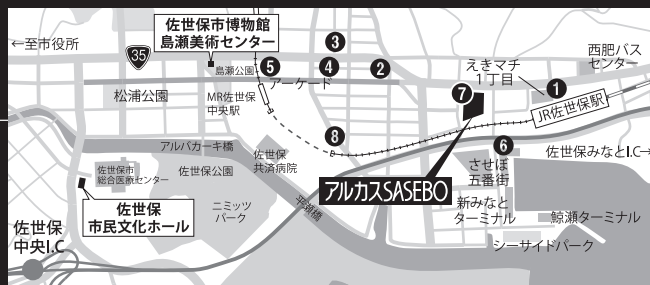 ←至市役所
35
佐世保市博物館
島瀬美術センター
3
島瀬公園
5
4
2
アーケード
えきマチ
1丁目
西肥バス
センター
松浦公園
MR佐世保
中央駅
7
1
JR佐世保駅
アルバカーキ橋
8
6
佐世保みなとI.C→
佐世保市
総合医療センター
佐世保公園
佐世保
共済病院
させぼ
五番街
アルカスSASEBO
佐世保
市民文化ホール
ニミッツ
パーク
平瀬橋
新みなと
ターミナル
鯨瀬ターミナル
佐世保
中央I.C
シーサイドパーク